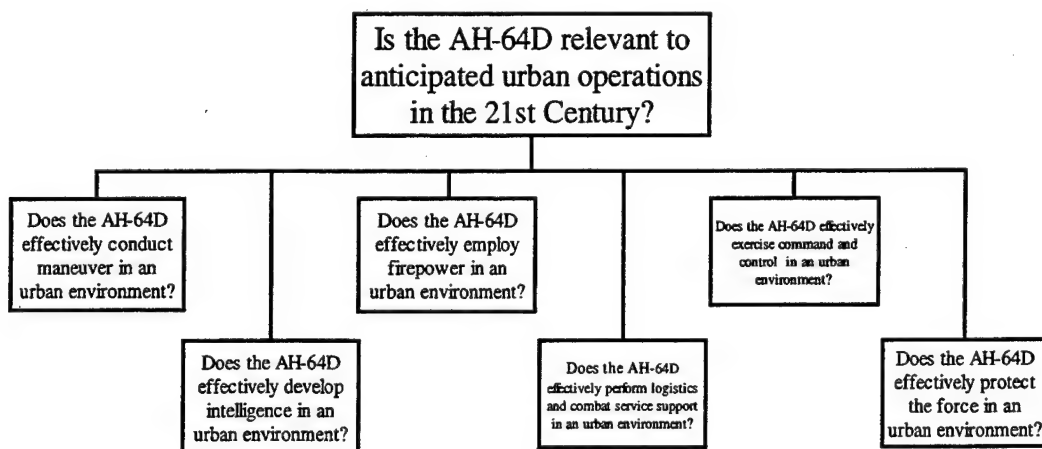 Is the AH-64D relevant to
anticipated urban operations
in the 21st Century?
Does the AH-64D
effectively conduct
maneuver in an
urban environment?
Does the AH-64D
effectively develop
intelligence in an
urban environment?
Does the AH-64D
effectively employ
firepower in an
urban environment?
Does the AH-64D
effectively perform logistics
and combat service support
in an urban environment?
Does the AH-64D effectively
exercise command and
control in an urban
environment?
Does the AH-64D
effectively protect
the force in an
urban environment?